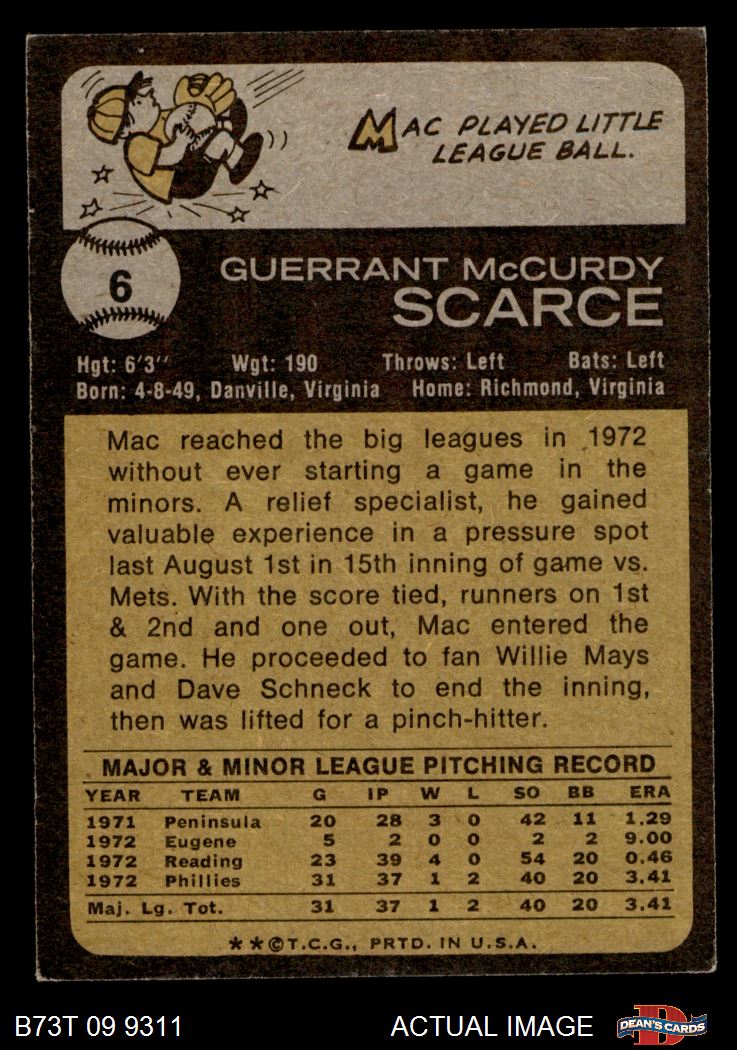 MAC PLAYED LITTLE
LEAGUE BALL.
6
GUERRANT McCURDY
SCARCE
Hgt: 6'3" Wgt: 190 Throws: Left Bats: Left
Born: 4-8-49, Danville, Virginia Home: Richmond, Virginia
Mac reached the big leagues in 1972
without ever starting a game in the
minors. A relief specialist, he gained
valuable experience in a pressure spot
last August 1st in 15th inning of game vs.
Mets. With the score tied, runners on 1st
& 2nd and one out, Mac entered the
game. He proceeded to fan Willie Mays
and Dave Schneck to end the inning,
then was lifted for a pinch-hitter.
MAJOR & MINOR LEAGUE PITCHING RECORD
YEAR TEAM G IP W L SO BB ERA
1971 Peninsula 20 28 3 0 42 11 1.29
1972 Eugene 5 2 0 0 2 2 9.00
1972 Reading 23 39 4 0 54 20 0.46
1972 Phillies 31 37 1 2 40 20 3.41
Maj. Lg. Tot. 31 37 1 2 40 20 3.41
**©T.C.G., PRTD. IN U.S.A.
B73T 09 9311 ACTUAL IMAGE D DEAN'S CARDS